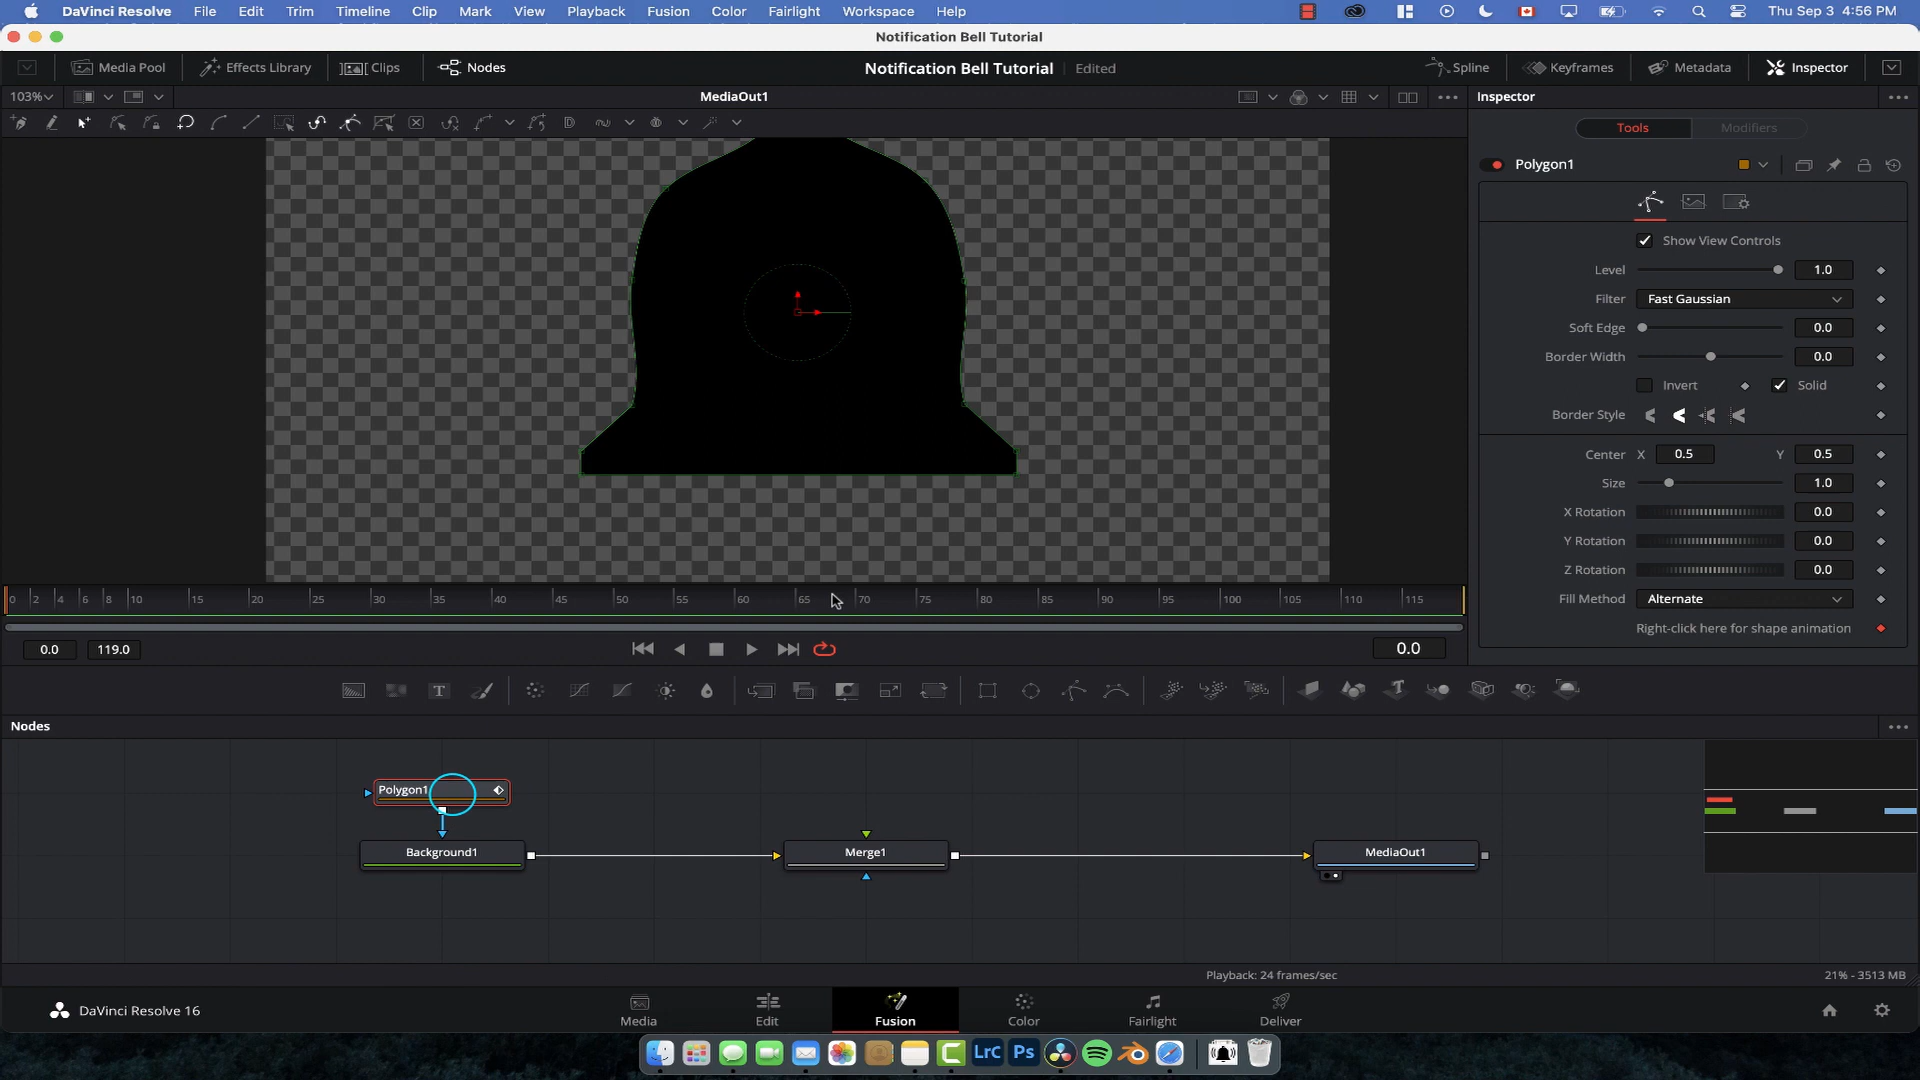 DaVinci Resolve File Edit Trim Timeline Clip Mark View Playback Fusion Color Fairlight Workspace Help Thu Sep 3 4:56 PM
Notification Bell Tutorial
Media Pool Effects Library Clips Nodes Notification Bell Tutorial Edited Spline Keyframes Metadata Inspector
103% MediaOut1 Inspector
Tools Modifiers
Polygon1
Show View Controls
Level 1.0
Filter Fast Gaussian
Soft Edge 0.0
Border Width 0.0
Invert Solid
Border Style
Center X 0.5 Y 0.5
Size 1.0
X Rotation 0.0
Y Rotation 0.0
Z Rotation 0.0
Fill Method Alternate
Right-click here for shape animation
0 2 4 6 8 10 15 20 25 30 35 40 45 50 55 60 65 70 75 80 85 90 95 100 105 110 115
0.0 119.0 0.0
T
Nodes
Polygon1
Background1 Merge1 MediaOut1
Playback: 24 frames/sec 21% - 3513 MB
DaVinci Resolve 16 Media Edit Fusion Color Fairlight Deliver
LrC Ps